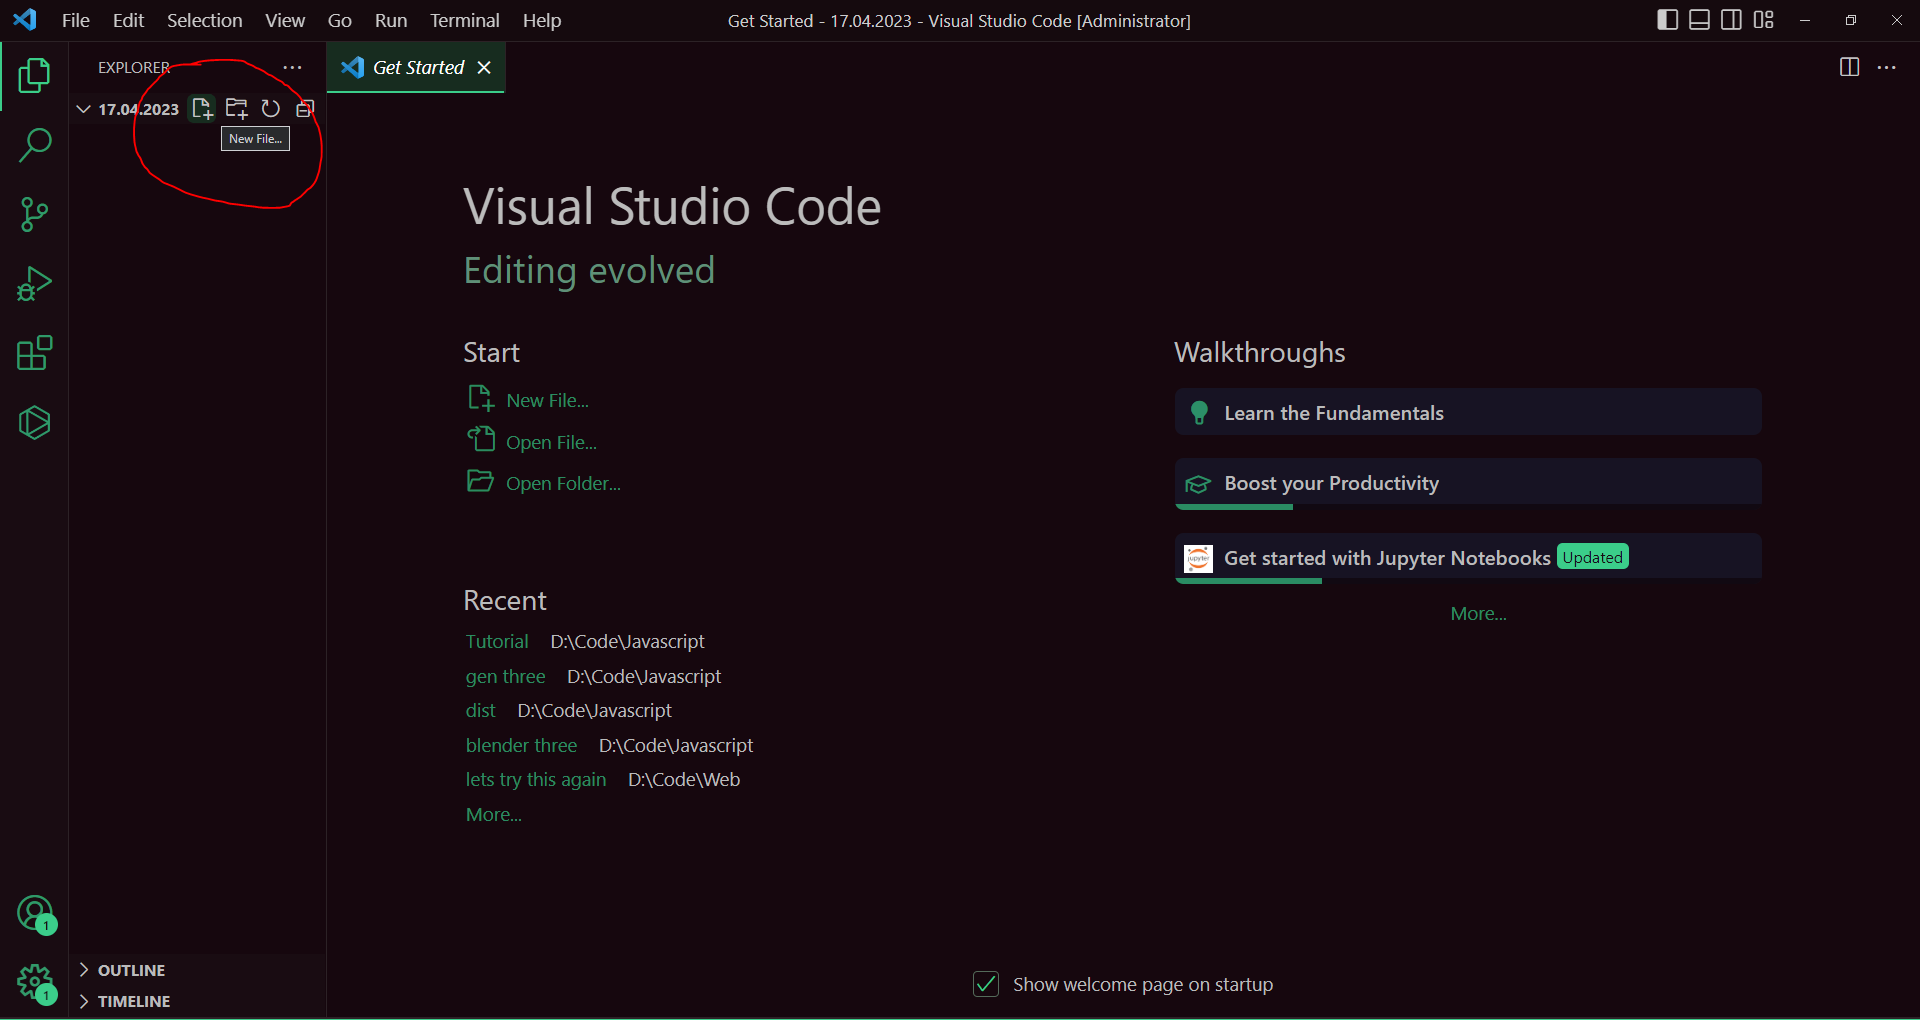 File Edit Selection View Go Run Terminal Help
Get Started - 17.04.2023 - Visual Studio Code [Administrator]
EXPLORER
Get Started
17.04.2023
New File...
Visual Studio Code
Editing evolved
Start
New File...
Open File...
Open Folder...
Recent
Tutorial D:\Code\Javascript
gen three D:\Code\Javascript
dist D:\Code\Javascript
blender three D:\Code\Javascript
lets try this again D:\Code\Web
More...
Walkthroughs
Learn the Fundamentals
Boost your Productivity
jupyter
Get started with Jupyter Notebooks Updated
More...
1
1
OUTLINE
TIMELINE
Show welcome page on startup